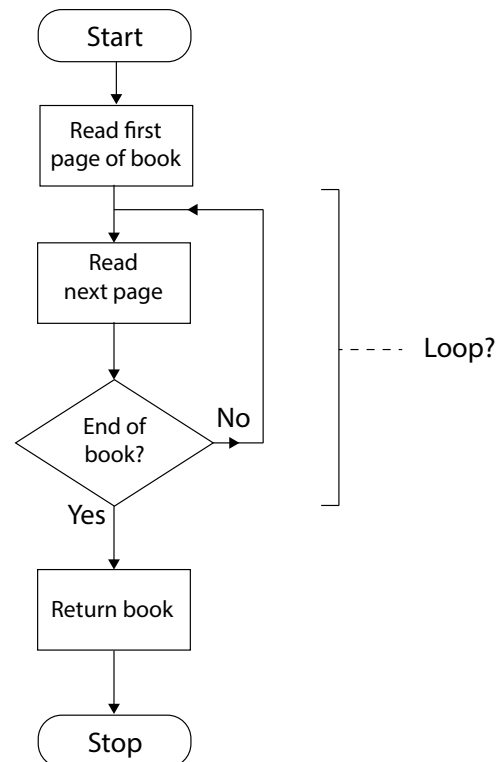 Start
Read first
page of book
Read
next page
Loop?
End of
book?
No
Yes
Return book
Stop